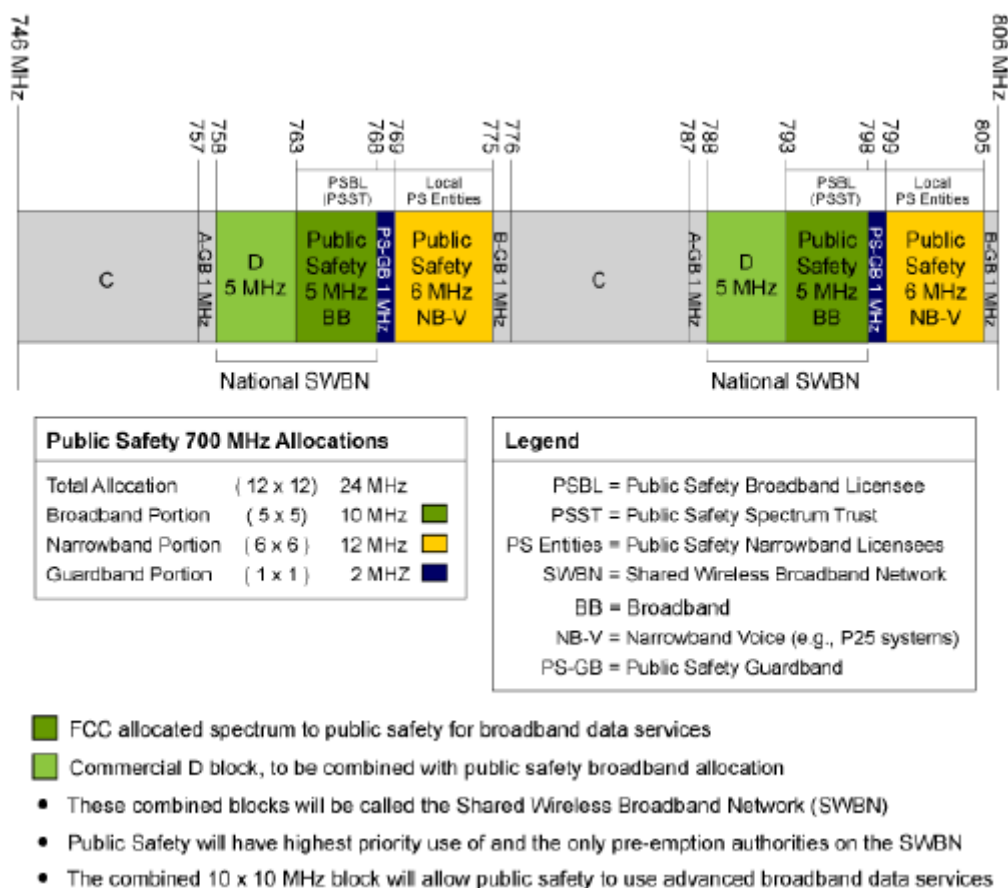 746 MHz
806 MHz
757
758
763
768
769
775
776
787
788
793
798
799
805
PSBL
(PSST)
Local
PS Entities
PSBL
(PSST)
Local
PS Entities
C
A-GB 1 MHz
D
5 MHz
Public
Safety
5 MHz
BB
PS-GB 1 MHz
Public
Safety
6 MHz
NB-V
B-GB 1 MHz
C
A-GB 1 MHz
D
5 MHz
Public
Safety
5 MHz
BB
PS-GB 1 MHz
Public
Safety
6 MHz
NB-V
B-GB 1 MHz
National SWBN
National SWBN
Public Safety 700 MHz Allocations
Total Allocation ( 12 x 12) 24 MHz
Broadband Portion ( 5 x 5) 10 MHz
Narrowband Portion ( 6 x 6 ) 12 MHz
Guardband Portion ( 1 x 1 ) 2 MHZ
Legend
PSBL = Public Safety Broadband Licensee
PSST = Public Safety Spectrum Trust
PS Entities = Public Safety Narrowband Licensees
SWBN = Shared Wireless Broadband Network
BB = Broadband
NB-V = Narrowband Voice (e.g., P25 systems)
PS-GB = Public Safety Guardband
FCC allocated spectrum to public safety for broadband data services
Commercial D block, to be combined with public safety broadband allocation
• These combined blocks will be called the Shared Wireless Broadband Network (SWBN)
• Public Safety will have highest priority use of and the only pre-emption authorities on the SWBN
• The combined 10 x 10 MHz block will allow public safety to use advanced broadband data services